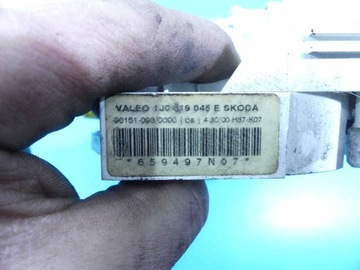 VALEO 1J0 819 045 E SKODA
90151-093/0000 | 08 | 4.30.00-H37-K07
*659497N07*